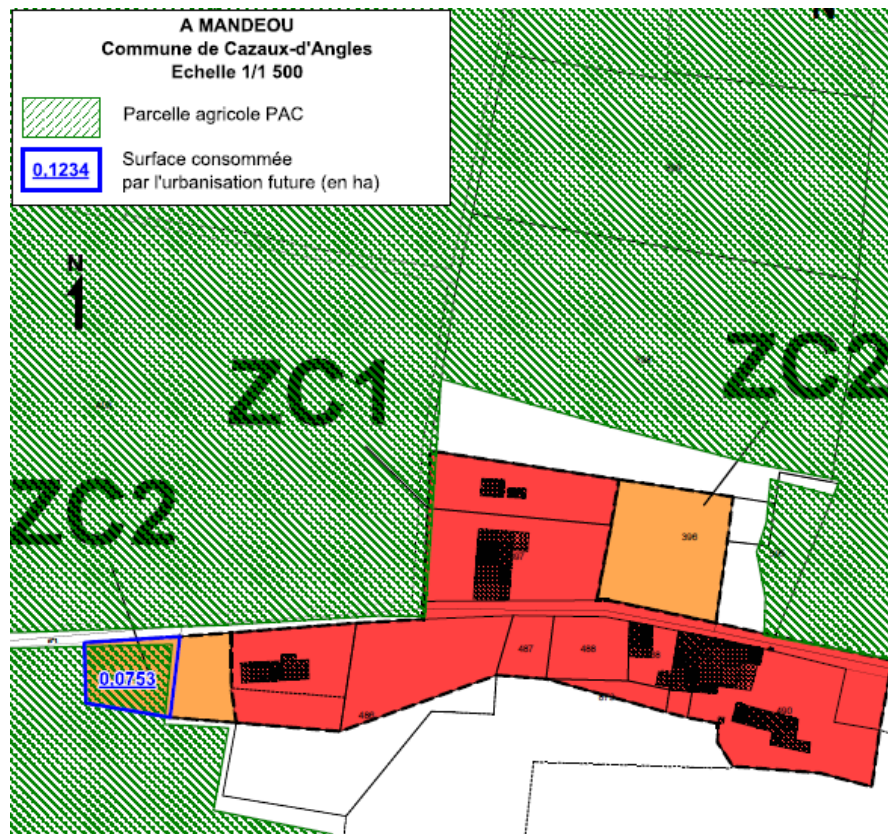 A MANDEOU
Commune de Cazaux-d'Angles
Echelle 1/1 500
Parcelle agricole PAC
0,1234
Surface consommée
par l'urbanisation future (en ha)
N
N
ZC1
ZC2
ZC2
396
487
488
486
490
0,0753